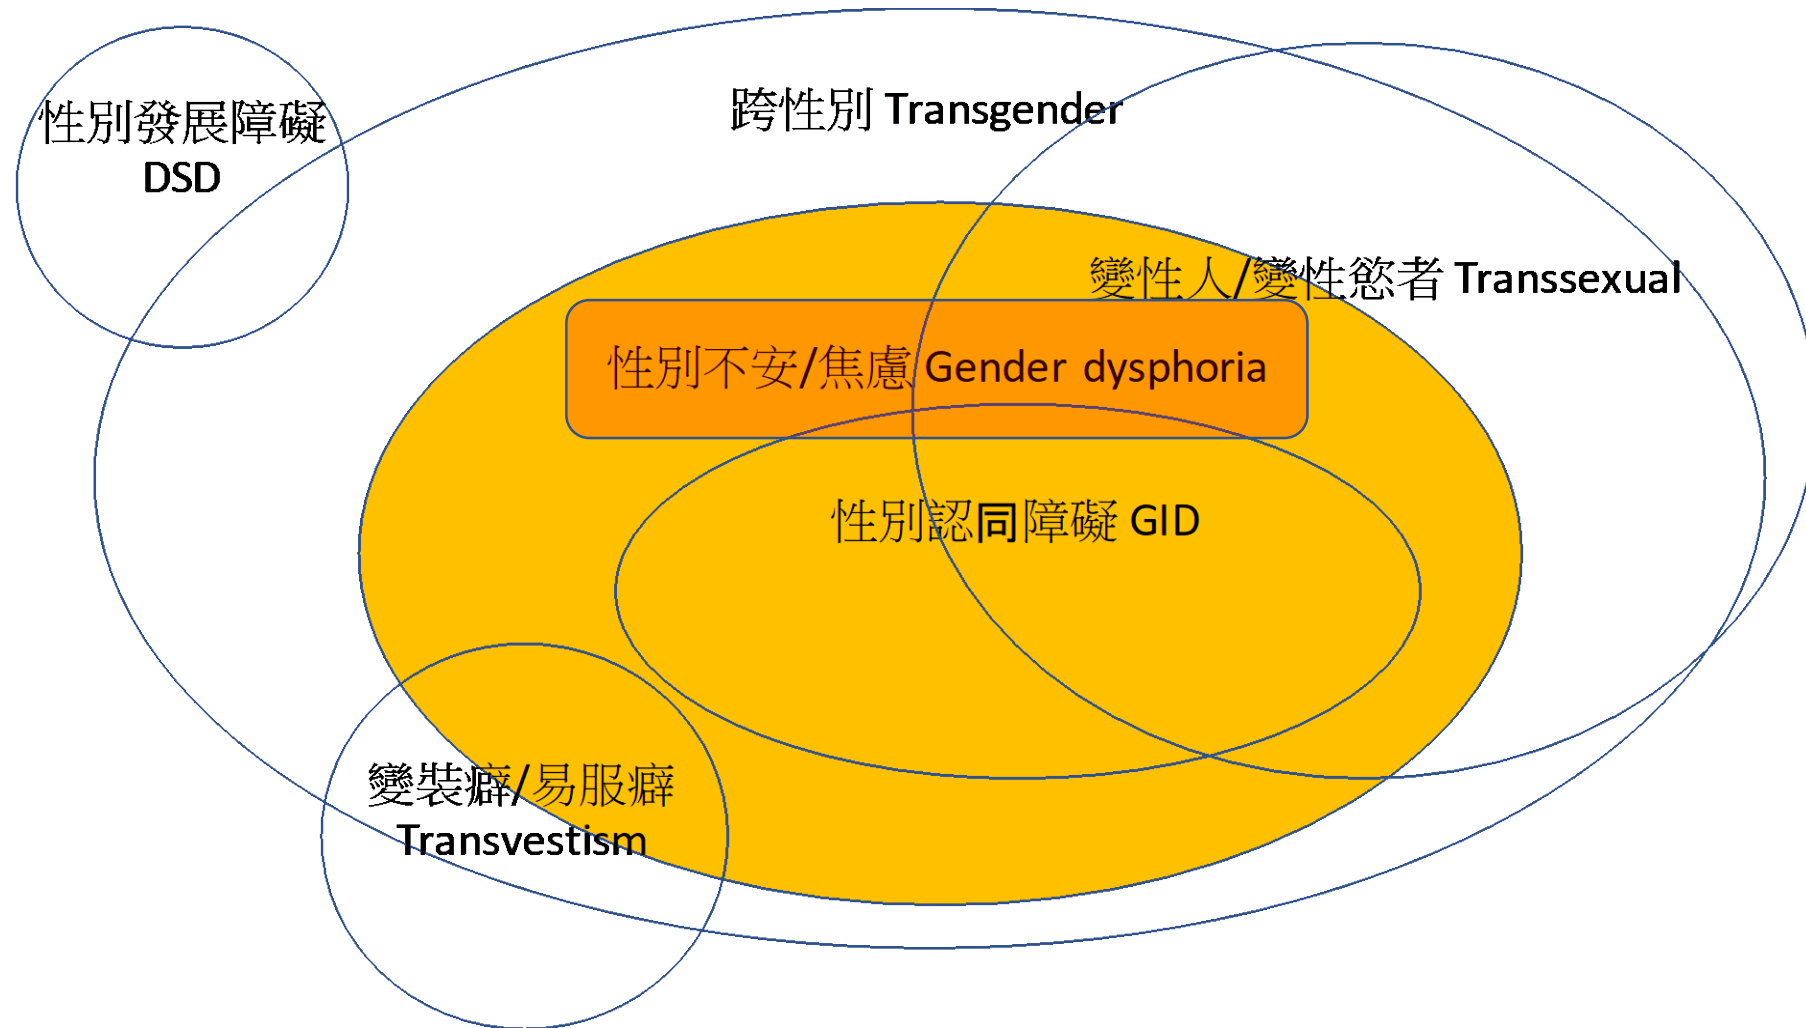 性別發展障礙
DSD
跨性別 Transgender
變性人/變性慾者 Transsexual
性別不安/焦慮 Gender dysphoria
性別認同障礙 GID
變裝癖/易服癖
Transvestism